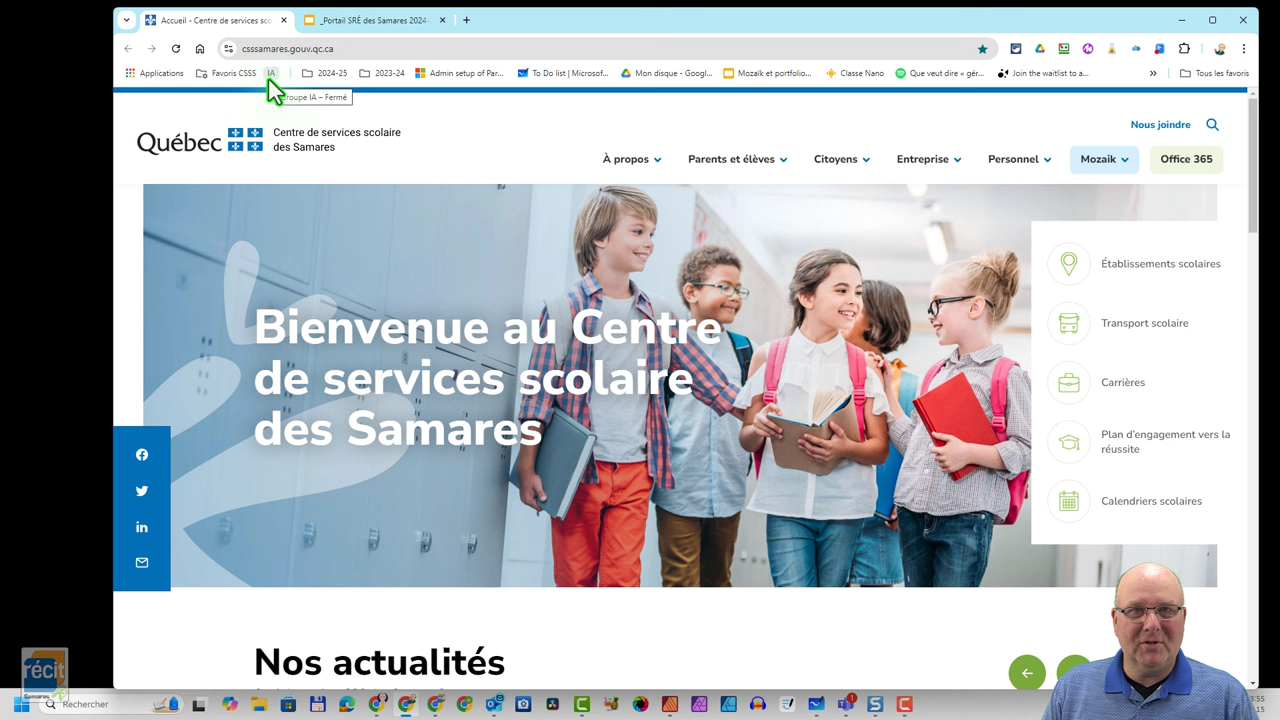 Accueil - Centre de services sco
_Portail SRÉ des Samares 2024-
csssamares.gouv.qc.ca
Applications
Favoris CSSS
IA
2024-25
2023-24
Admin setup of Par...
To Do list | Microsof...
Mon disque - Googl...
Mozaïk et portfolio...
Classe Nano
Que veut dire « gér...
Join the waitlist to a...
»
Tous les favoris
roupe IA – Fermé
Québec
Centre de services scolaire
des Samares
Nous joindre
À propos
Parents et élèves
Citoyens
Entreprise
Personnel
Mozaik
Office 365
Bienvenue au Centre
de services scolaire
des Samares
Établissements scolaires
Transport scolaire
Carrières
Plan d'engagement vers la
réussite
Calendriers scolaires
Nos actualités
récit
Samares
Rechercher